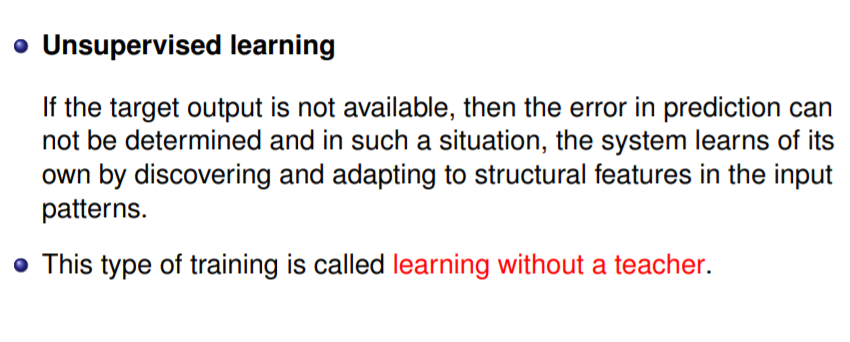 Unsupervised learning
If the target output is not available, then the error in prediction can
not be determined and in such a situation, the system learns of its
own by discovering and adapting to structural features in the input
patterns.
This type of training is called learning without a teacher.